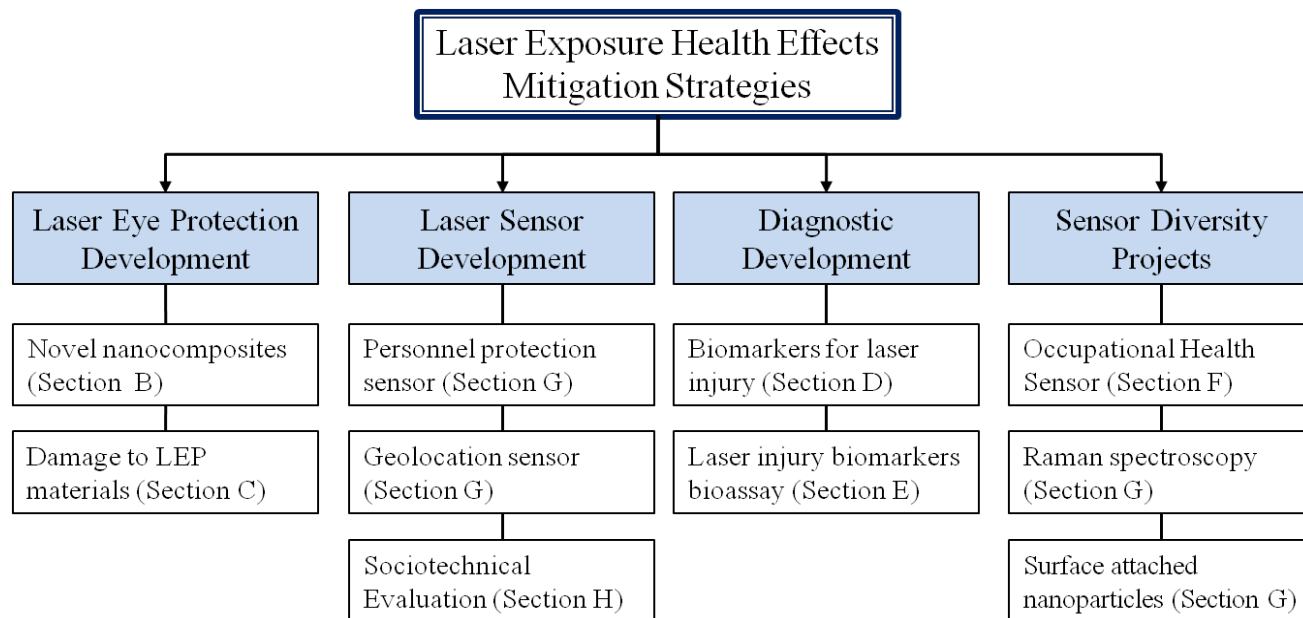 Laser Exposure Health Effects
Mitigation Strategies
Laser Eye Protection
Development
Laser Sensor
Development
Diagnostic
Development
Sensor Diversity
Projects
Novel nanocomposites
(Section B)
Damage to LEP
materials (Section C)
Personnel protection
sensor (Section G)
Geolocation sensor
(Section G)
Sociotechnical
Evaluation (Section H)
Biomarkers for laser
injury (Section D)
Laser injury biomarkers
bioassay (Section E)
Occupational Health
Sensor (Section F)
Raman spectroscopy
(Section G)
Surface attached
nanoparticles (Section G)